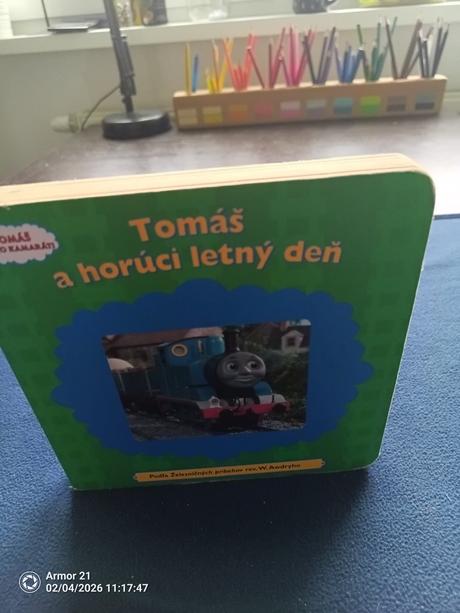 TOMÁŠ
O KAMARÁTI
Tomáš
a horúci letný deň
Podľa Železničných príbehov rev. W. Awdryho
Armor 21
02/04/2026 11:17:47